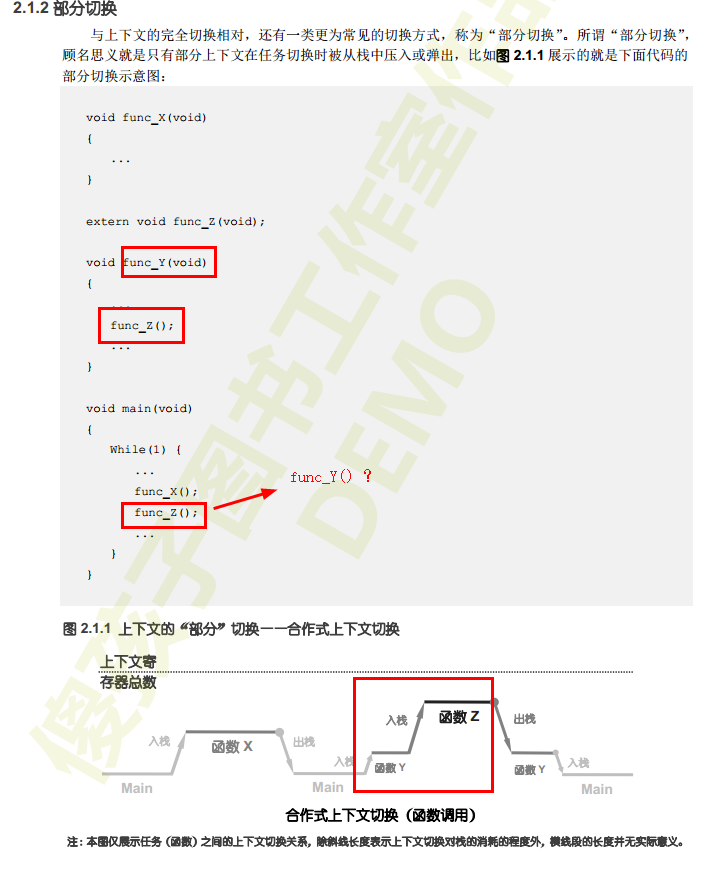 2.1.2 部分切换
与上下文的完全切换相对，还有一类更为常见的切换方式，称为“部分切换”。所谓“部分切换”，
顾名思义就是只有部分上下文在任务切换时被从栈中压入或弹出，比如图 2.1.1 展示的就是下面代码的
部分切换示意图：
void func_X(void)
{
...
}
extern void func_Z(void);
void func_Y(void)
{
...
func_Z();
...
}
void main(void)
{
While(1) {
...
func_X();
func_Z();
...
}
}
func_Y() ？
傻孩子图书工作室作品
DEMO
图 2.1.1 上下文的“部分”切换——合作式上下文切换
上下文寄
存器总数
入栈
函数 X
出栈
入栈
函数 Y
入栈
函数 Z
出栈
函数 Y
入栈
Main
Main
Main
合作式上下文切换（函数调用）
注：本图仅展示任务（函数）之间的上下文切换关系，除斜线长度表示上下文切换对栈的消耗的程度外，横线段的长度并无实际意义。